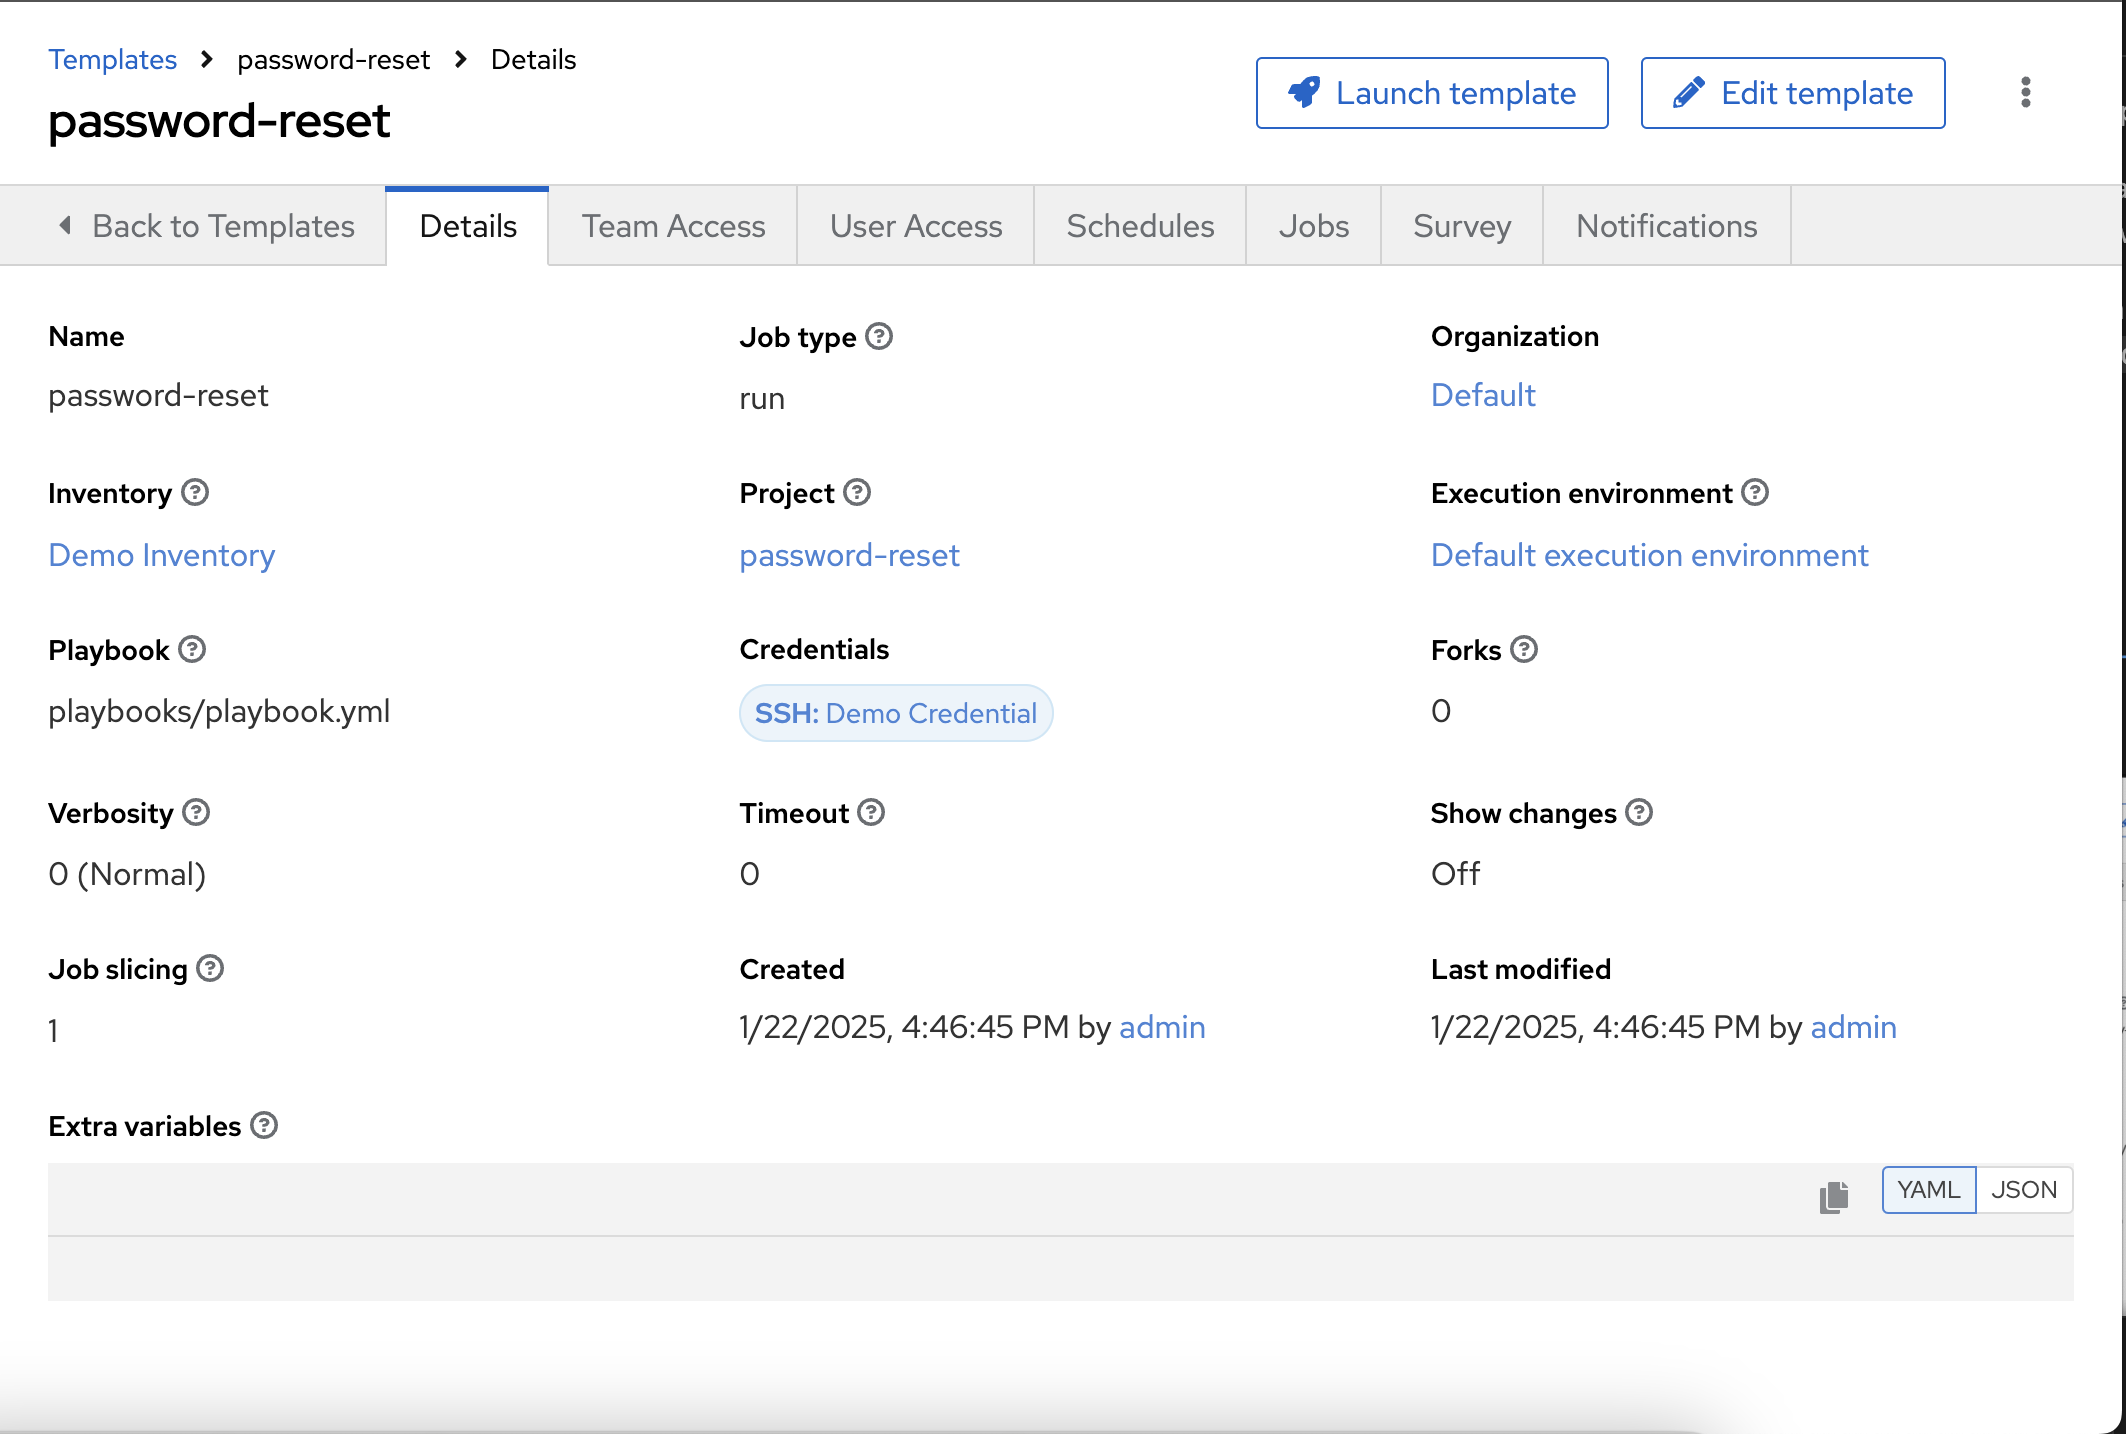 Templates > password-reset > Details
password-reset
Launch template
Edit template
Back to Templates
Details
Team Access
User Access
Schedules
Jobs
Survey
Notifications
Name
password-reset
Job type
run
Organization
Default
Inventory
Demo Inventory
Project
password-reset
Execution environment
Default execution environment
Playbook
playbooks/playbook.yml
Credentials
SSH: Demo Credential
Forks
0
Verbosity
0 (Normal)
Timeout
0
Show changes
Off
Job slicing
1
Created
1/22/2025, 4:46:45 PM by admin
Last modified
1/22/2025, 4:46:45 PM by admin
Extra variables
YAML
JSON